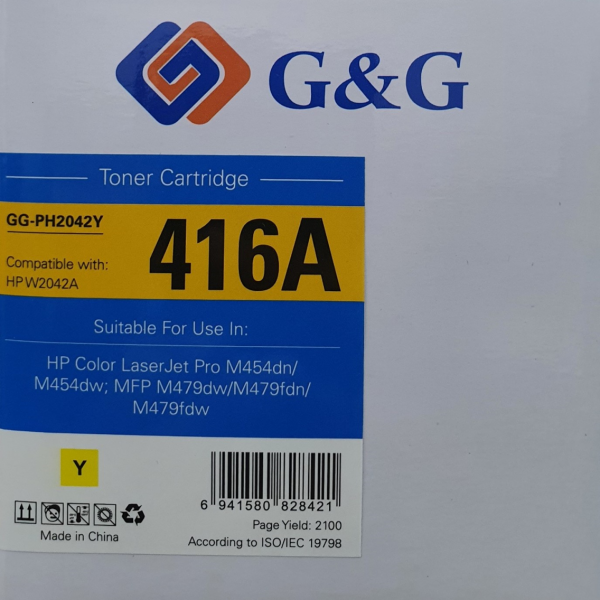 G&G
Toner Cartridge
GG-PH2042Y
416A
Compatible with:
HP W2042A
Suitable For Use In:
HP Color LaserJet Pro M454dn/
M454dw; MFP M479dw/M479fdn/
M479fdw
Y
6 941580 828421
Page Yield: 2100
Made in China
According to ISO/IEC 19798